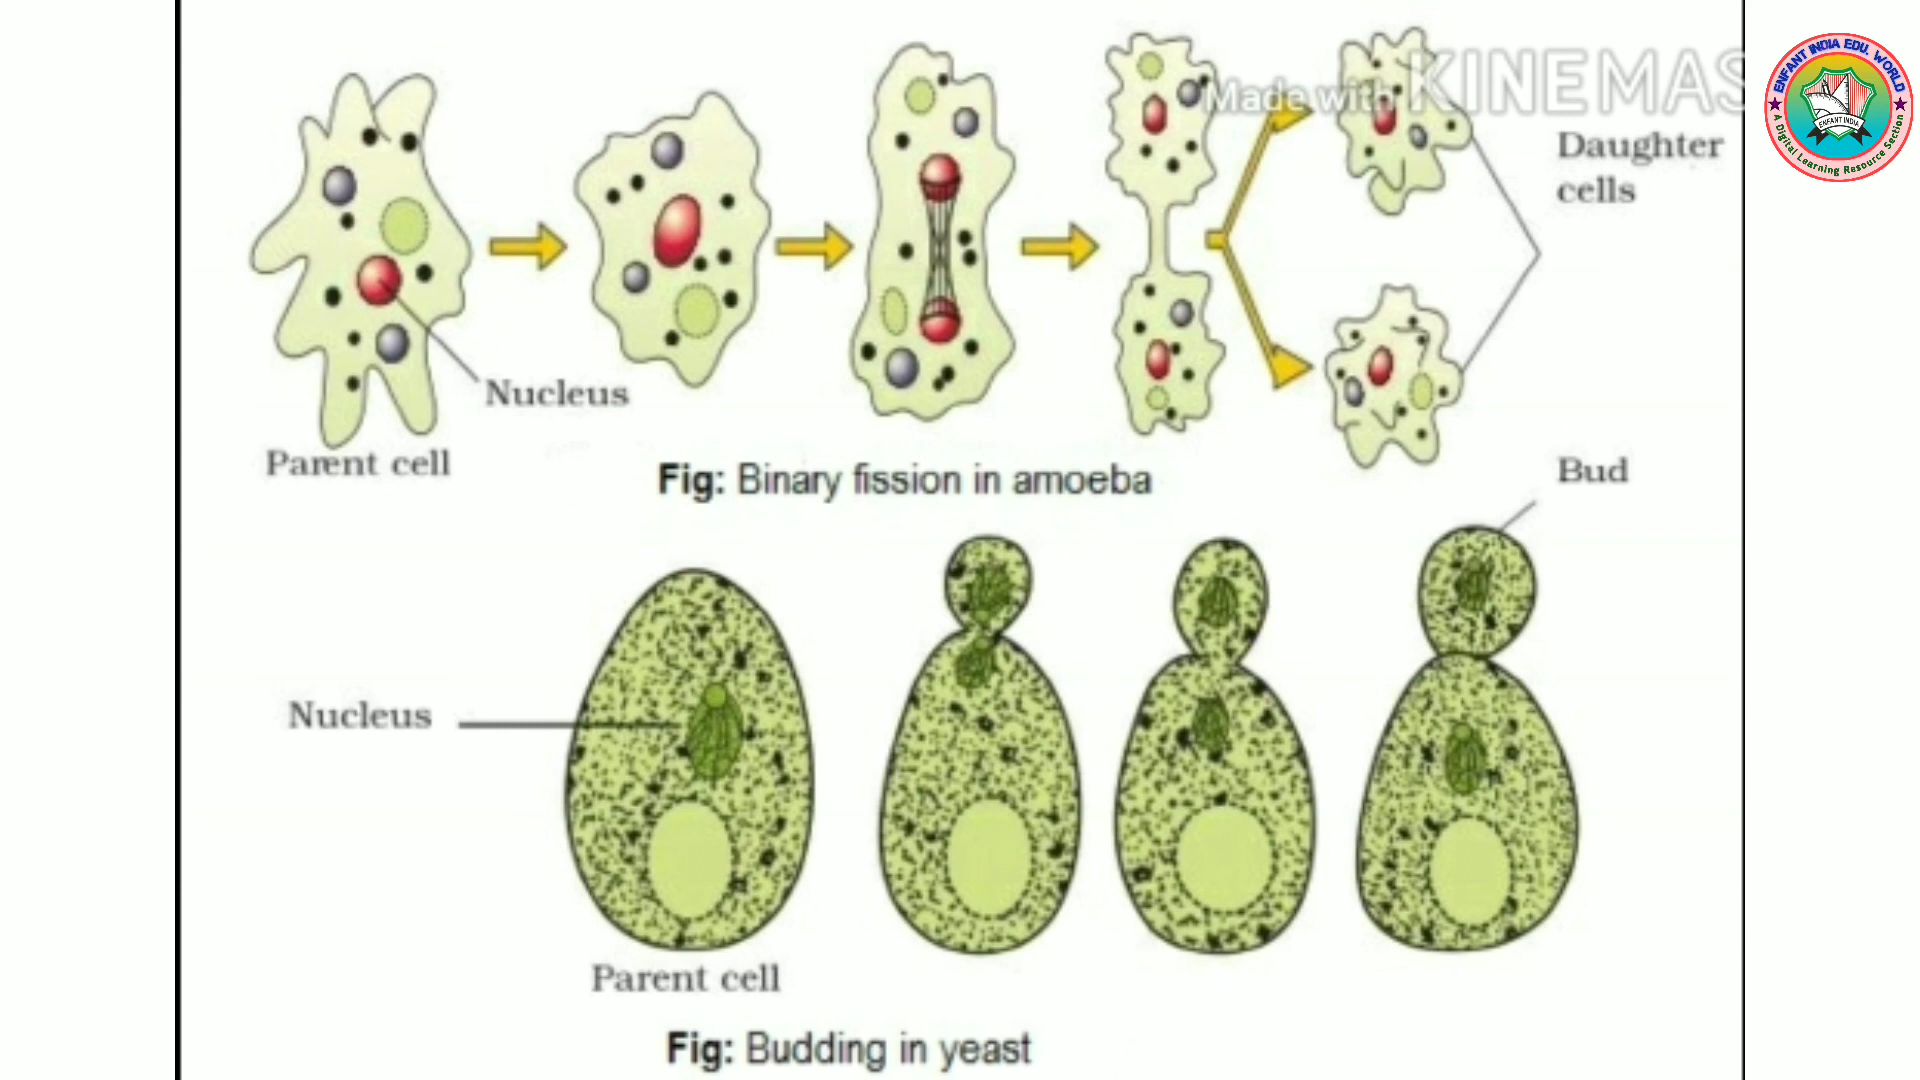 Made with KINEMAS
ENFANT INDIA EDU. WORLD
ENFANT INDIA
A Digital Learning Resource Section
Daughter
cells
Nucleus
Parent cell
Fig: Binary fission in amoeba
Bud
Nucleus
Parent cell
Fig: Budding in yeast